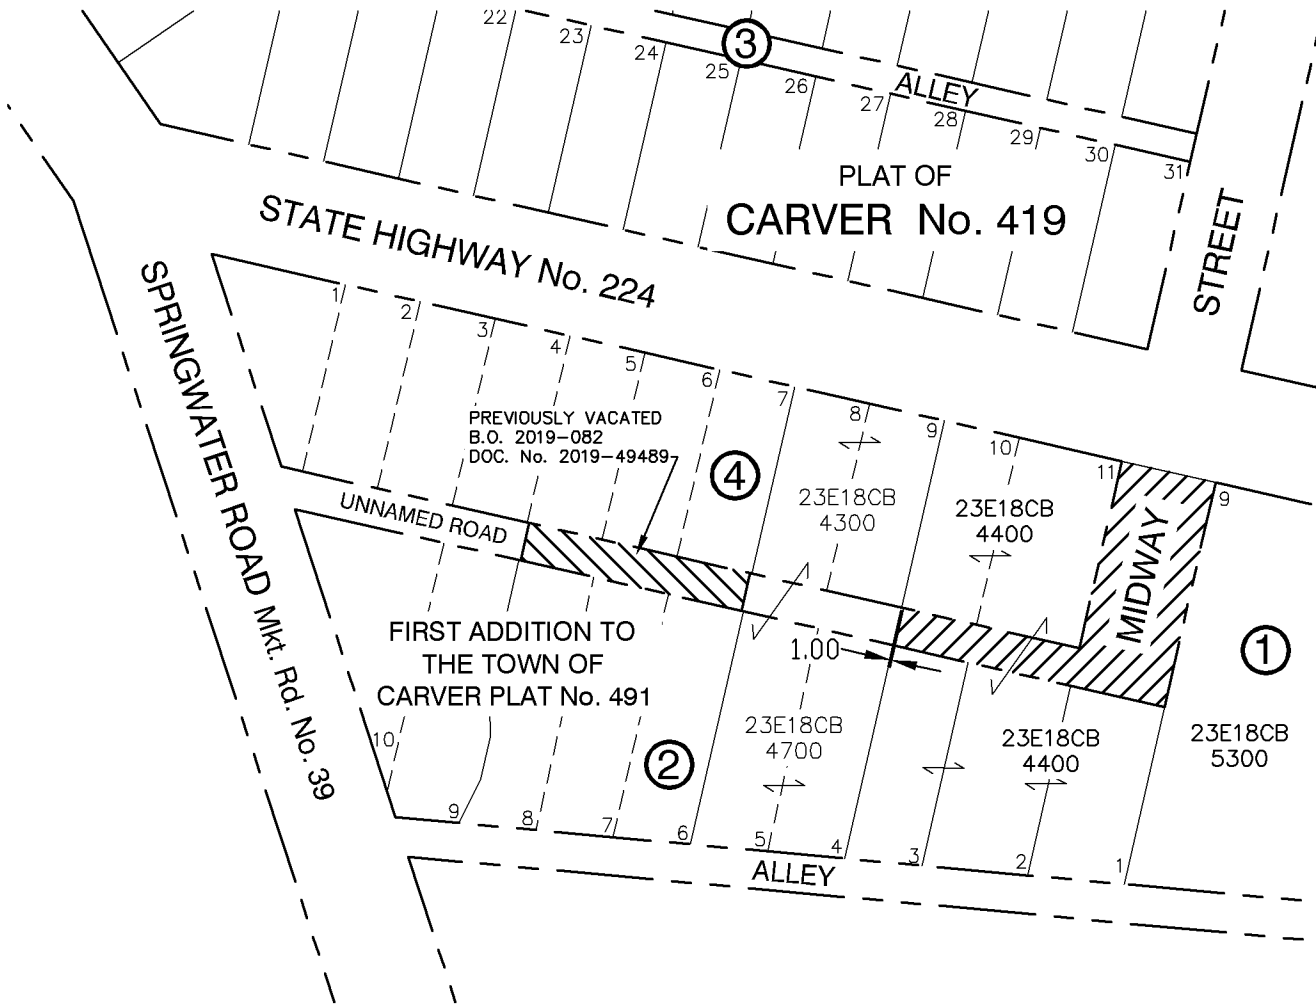 22
23
24
25
26
27
28
29
30
31
3
ALLEY
PLAT OF
CARVER No. 419
STREET
STATE HIGHWAY No. 224
SPRINGWATER ROAD Mkt. Rd. No. 39
1
2
3
4
5
6
7
8
9
10
11
9
PREVIOUSLY VACATED
B.O. 2019-082
DOC. No. 2019-49489
4
23E18CB
4300
23E18CB
4400
MIDWAY
UNNAMED ROAD
1.00
1
FIRST ADDITION TO
THE TOWN OF
CARVER PLAT No. 491
2
23E18CB
4700
23E18CB
4400
23E18CB
5300
10
9
8
7
6
5
4
3
2
1
ALLEY